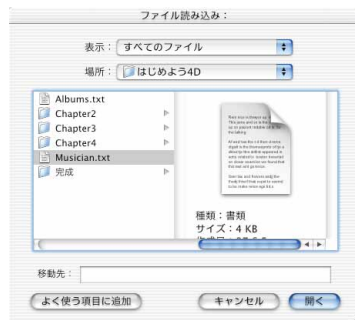 ファイル読み込み：
表示：すべてのファイル
場所：はじめよう4D
Albums.txt
Chapter2
Chapter3
Chapter4
Musician.txt
完成
種類：書類
サイズ：4 KB
移動先：
よく使う項目に追加
キャンセル
開く